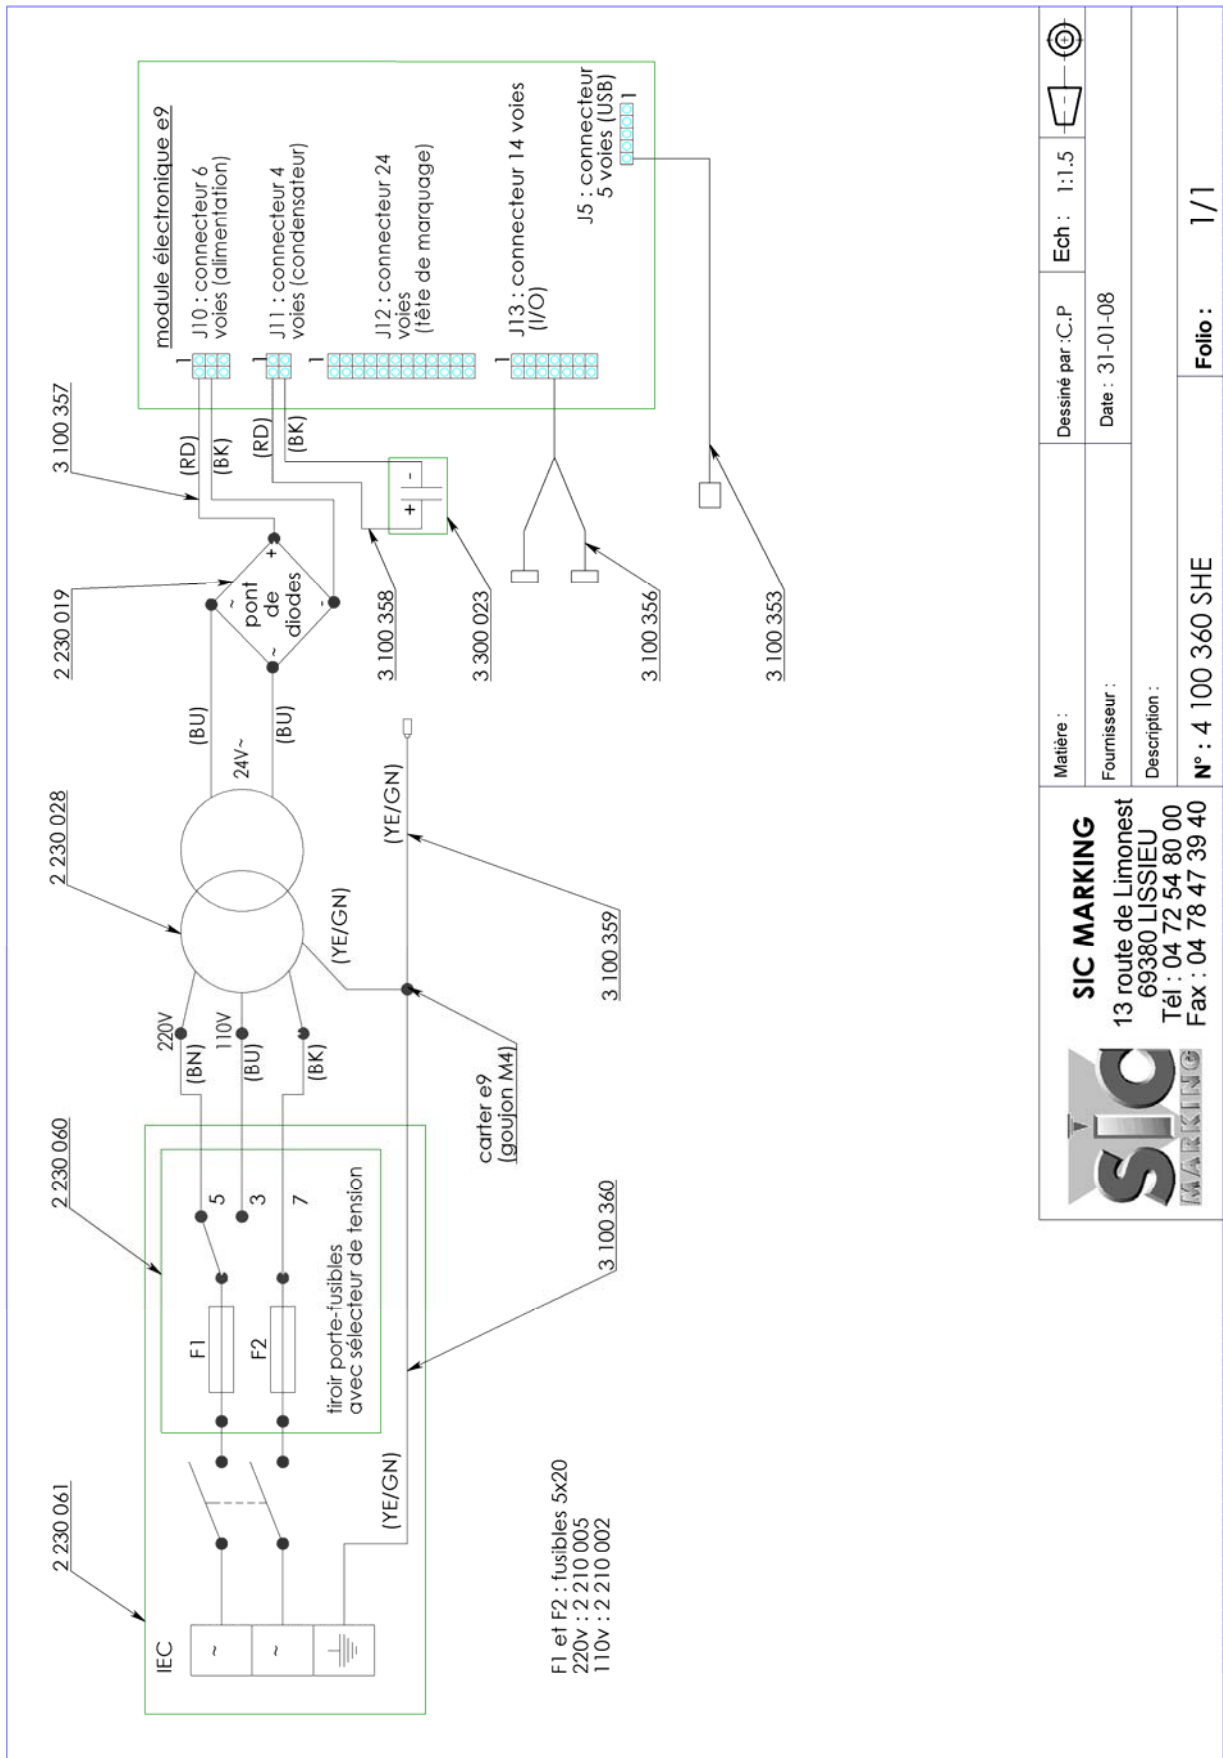 2 230 061
2 230 060
2 230 028
2 230 019
3 100 357
IEC
~
~
F1
F2
5
3
7
tiroir porte-fusibles
avec sélecteur de tension
(YE/GN)
220V
(BN)
110V
(BU)
(BK)
(YE/GN)
24V~
(BU)
(BU)
pont
de
diodes
~
~
+
-
(RD)
(BK)
(RD)
(BK)
+
-
module électronique e9
1
J10 : connecteur 6
voies (alimentation)
1
J11 : connecteur 4
voies (condensateur)
1
J12 : connecteur 24
voies
(tête de marquage)
1
J13 : connecteur 14 voies
(I/O)
J5 : connecteur
5 voies (USB)
1
carter e9
(goujon M4)
(YE/GN)
3 100 360
3 100 359
3 100 358
3 300 023
3 100 356
3 100 353
F1 et F2 : fusibles 5x20
220v : 2 210 005
110v : 2 210 002
SIC
MARKING
SIC MARKING
13 route de Limonest
69380 LISSIEU
Tél : 04 72 54 80 00
Fax : 04 78 47 39 40
Matière :
Fournisseur :
Description :
N° : 4 100 360 SHE
Dessiné par :C.P
Ech : 1:1.5
Date : 31-01-08
Folio : 1/1